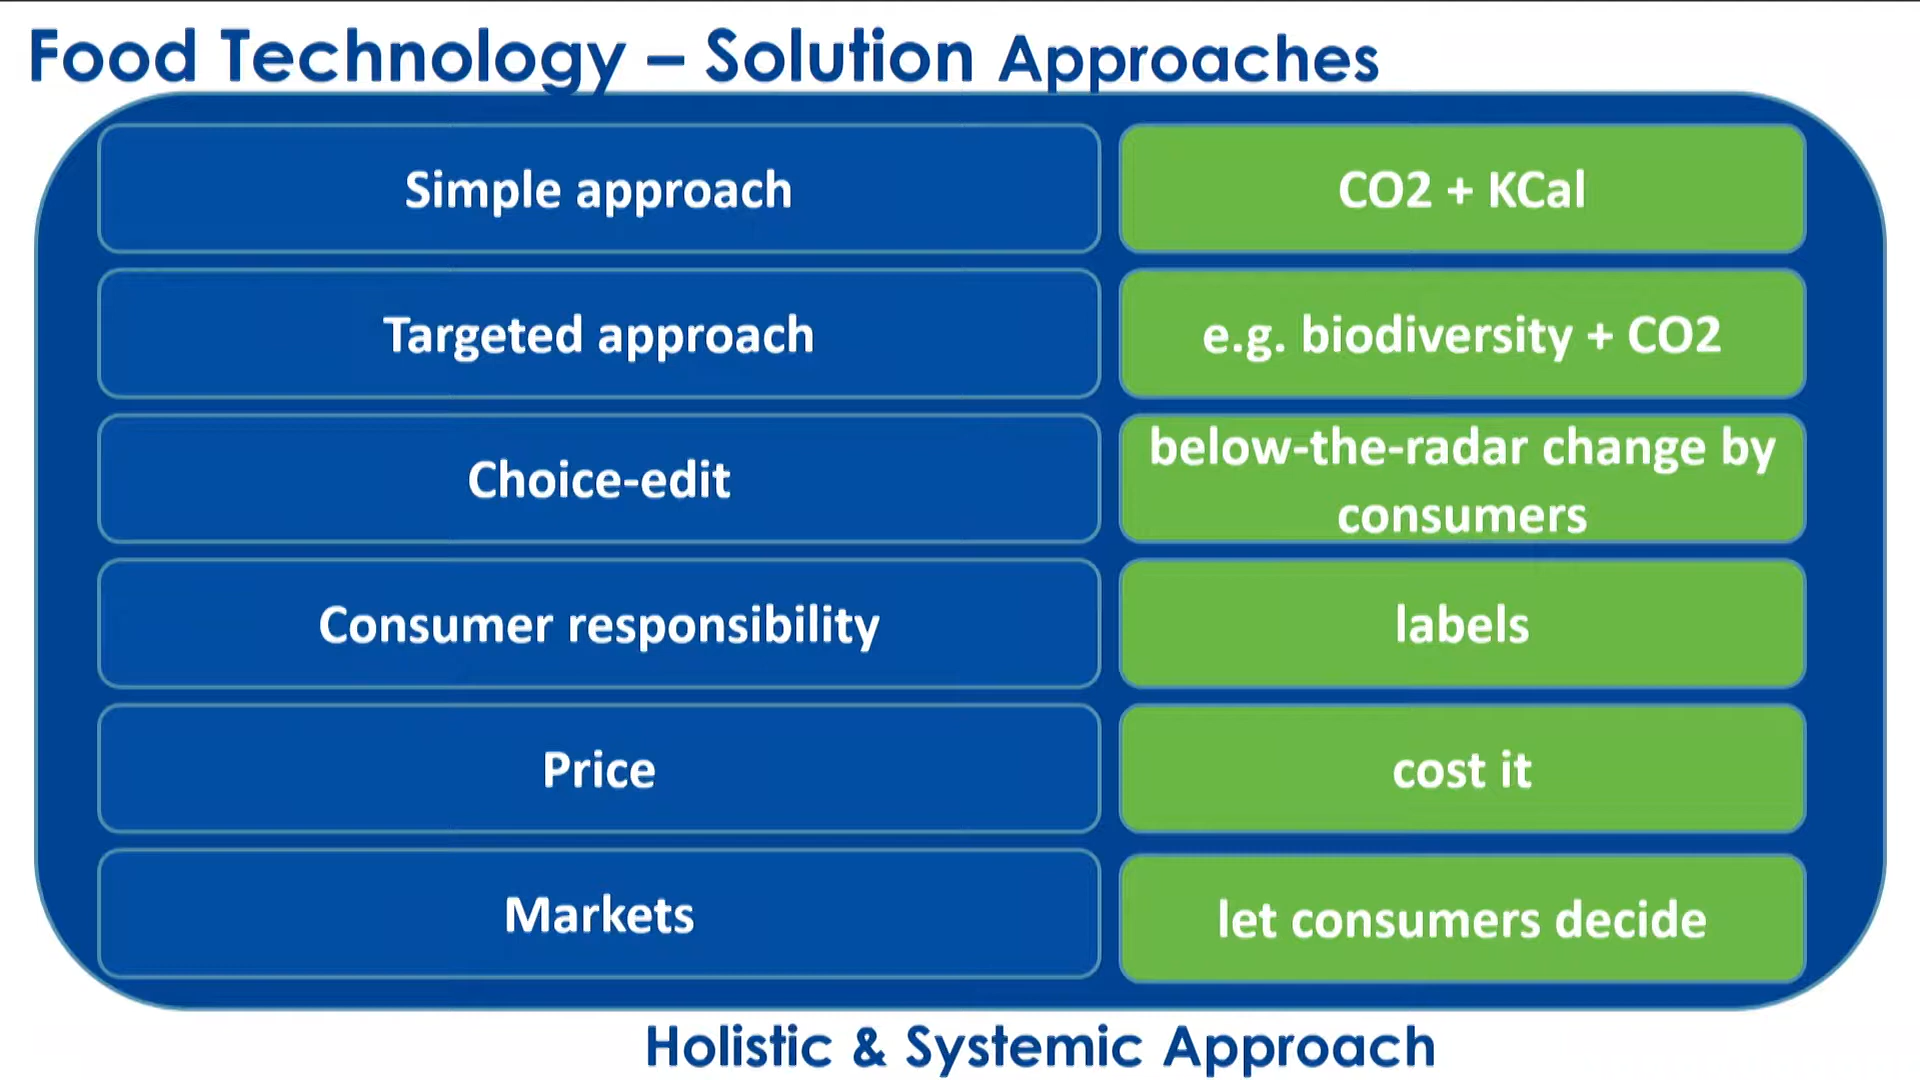 Food Technology – Solution Approaches
Simple approach
CO2 + KCal
Targeted approach
e.g. biodiversity + CO2
Choice-edit
below-the-radar change by
consumers
Consumer responsibility
labels
Price
cost it
Markets
let consumers decide
Holistic & Systemic Approach